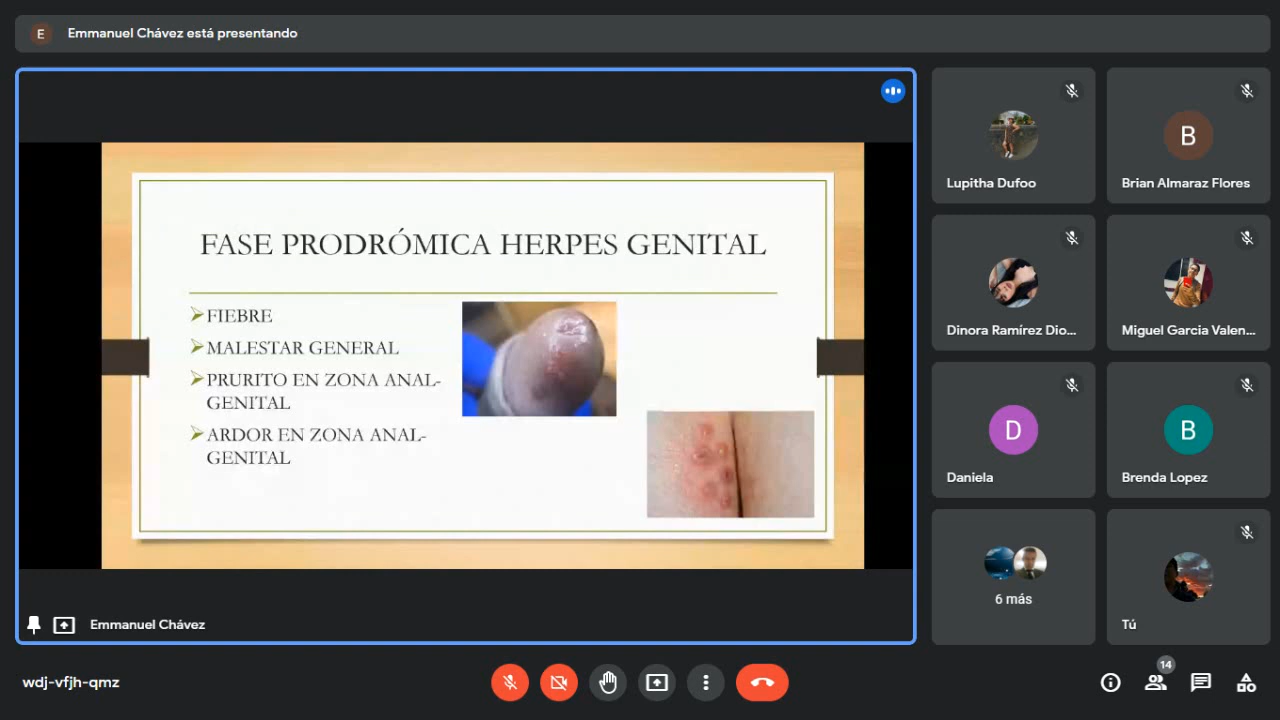 E
Emmanuel Chávez está presentando
FASE PRODRÓMICA HERPES GENITAL
FIEBRE
MALESTAR GENERAL
PRURITO EN ZONA ANAL-
GENITAL
ARDOR EN ZONA ANAL-
GENITAL
Emmanuel Chávez
Lupitha Dufoo
B
Brian Almaraz Flores
Dinora Ramírez Dio...
Miguel Garcia Valen...
D
Daniela
B
Brenda Lopez
6 más
Tú
wdj-vfjh-qmz
14